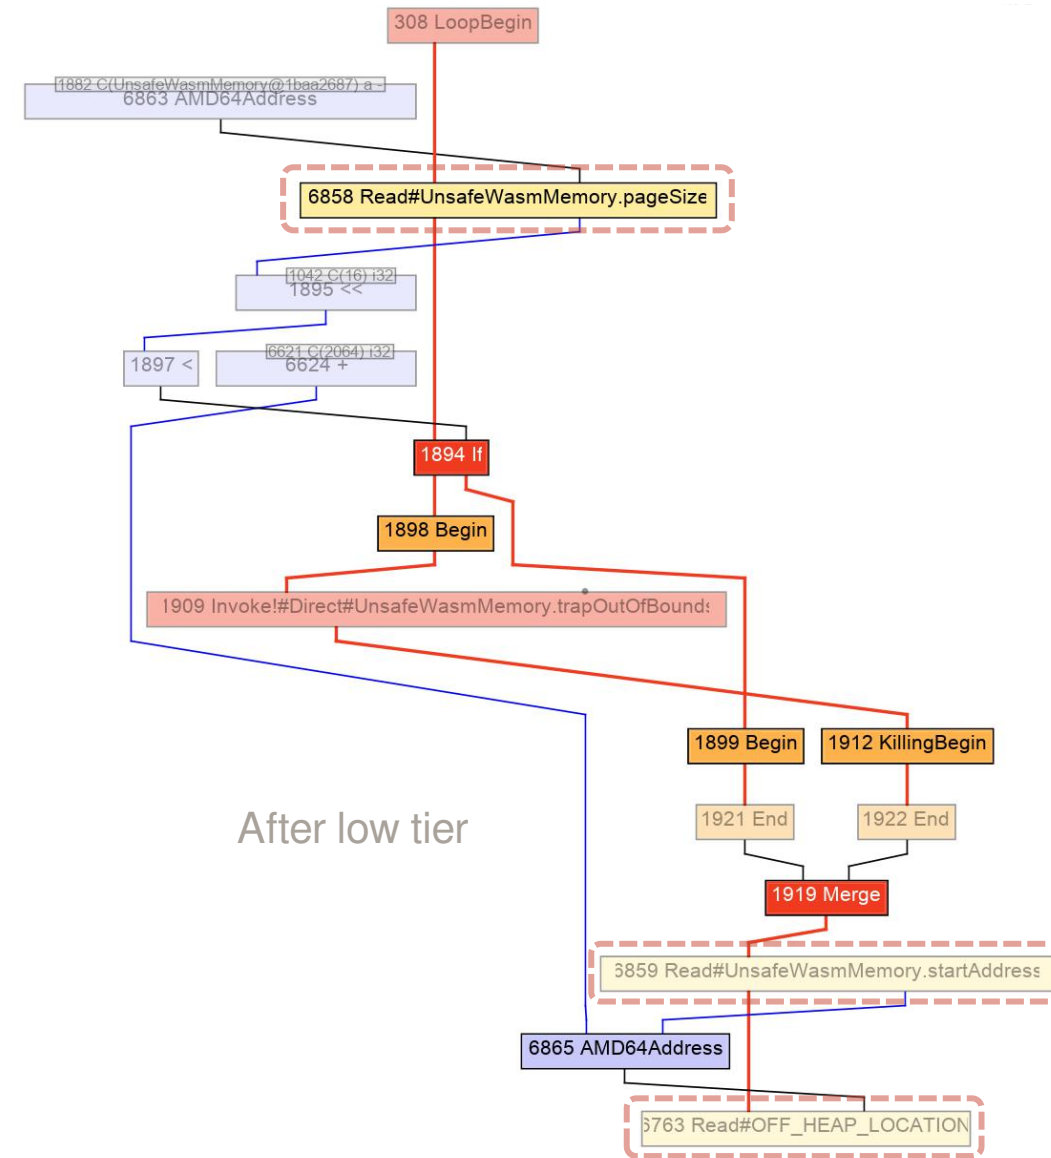 308 LoopBegin
1882 C(UnsafeWasmMemory@1baa2687) a -
6863 AMD64Address
6858 Read#UnsafeWasmMemory.pageSize
1042 C(16) i32
1895 <<
6621 C(2064) i32
1897 <
6624 +
1894 If
1898 Begin
1909 Invoke!#Direct#UnsafeWasmMemory.trapOutOfBounds
1899 Begin
1912 KillingBegin
1921 End
1922 End
After low tier
1919 Merge
6859 Read#UnsafeWasmMemory.startAddress
6865 AMD64Address
6763 Read#OFF_HEAP_LOCATION